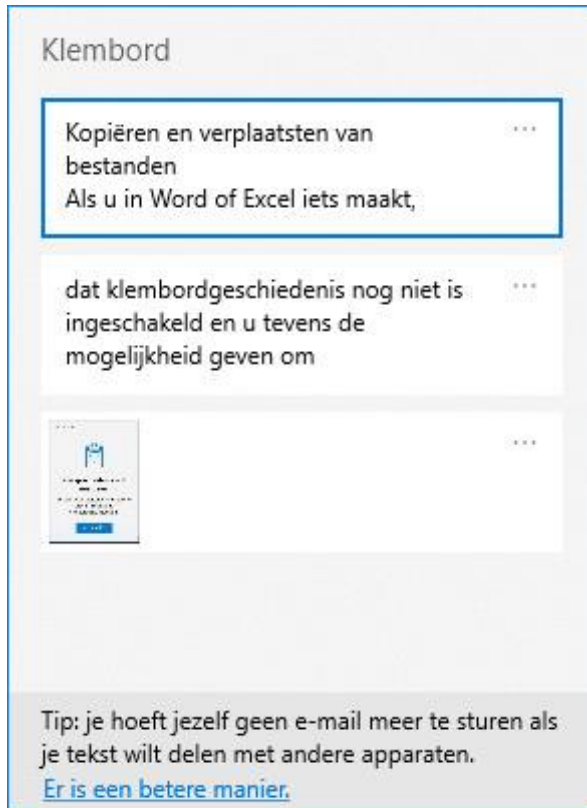 Klembord
Kopiëren en verplaatsten van
bestanden
Als u in Word of Excel iets maakt,
dat klembordgeschiedenis nog niet is
ingeschakeld en u tevens de
mogelijkheid geven om
Tip: je hoeft jezelf geen e-mail meer te sturen als
je tekst wilt delen met andere apparaten.
Er is een betere manier.